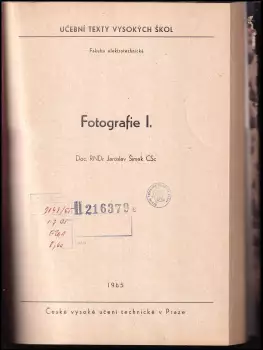 UČEBNÍ TEXTY VYSOKÝCH ŠKOL
Fakulta elektrotechnická
Fotografie I.
Doc. RNDr Jaroslav Šimek CSc
216379
1965
České vysoké učení technické v Praze